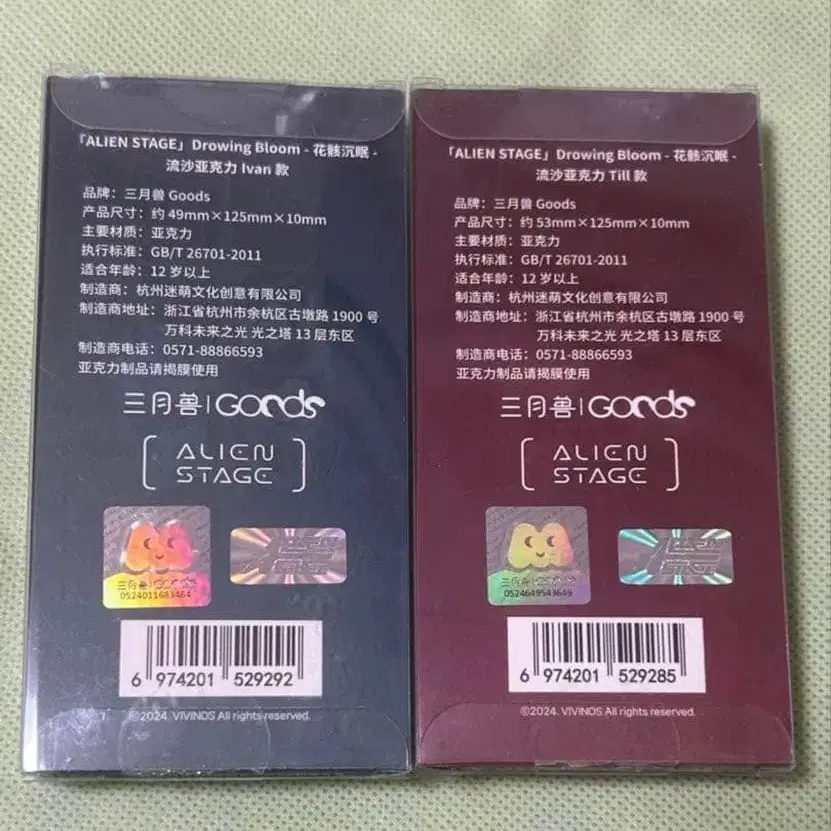 「ALIEN STAGE」Drowing Bloom - 花骸沉眠 -
流沙亚克力 Ivan 款
品牌：三月兽 Goods
产品尺寸：约 49mm×125mm×10mm
主要材质：亚克力
执行标准：GB/T 26701-2011
适合年龄：12 岁以上
制造商：杭州迷萌文化创意有限公司
制造商地址：浙江省杭州市余杭区古墩路 1900 号
万科未来之光 光之塔 13 层东区
制造商电话：0571-88866593
亚克力制品请揭膜使用
三月兽|Goods
ALIEN
STAGE
三月兽|Goods
0524011683464
6 974201 529292
©2024. VIVINOS All rights reserved.
「ALIEN STAGE」Drowing Bloom - 花骸沉眠 -
流沙亚克力 Till 款
品牌：三月兽 Goods
产品尺寸：约 53mm×125mm×10mm
主要材质：亚克力
执行标准：GB/T 26701-2011
适合年龄：12 岁以上
制造商：杭州迷萌文化创意有限公司
制造商地址：浙江省杭州市余杭区古墩路 1900 号
万科未来之光 光之塔 13 层东区
制造商电话：0571-88866593
亚克力制品请揭膜使用
三月兽|Goods
ALIEN
STAGE
三月兽|Goods
0524649543649
6 974201 529285
©2024. VIVINOS All rights reserved.